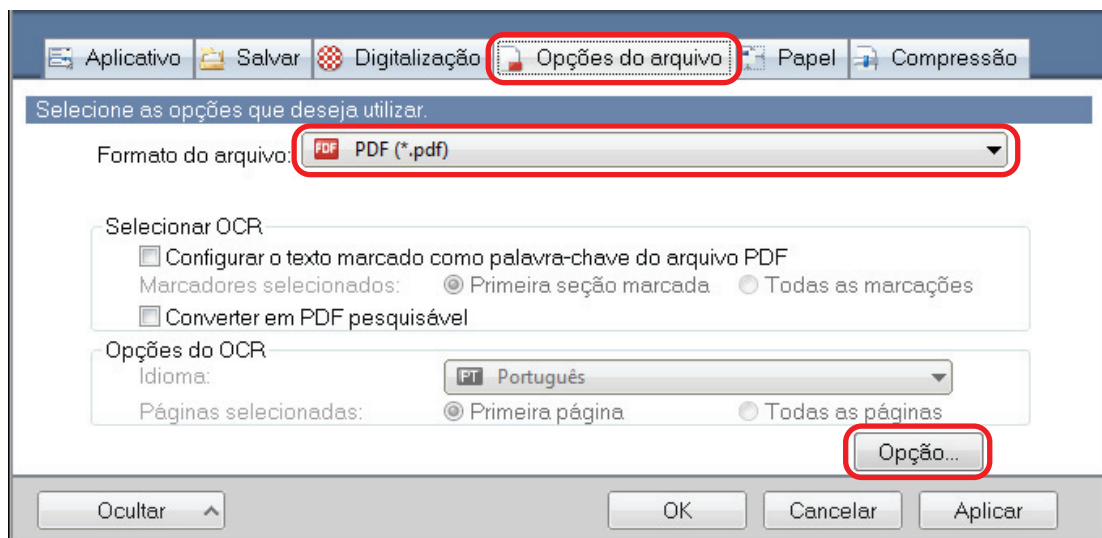 Aplicativo Salvar Digitalização Opções do arquivo Papel Compressão
Selecione as opções que deseja utilizar.
Formato do arquivo: PDF PDF (*.pdf)
Selecionar OCR
Configurar o texto marcado como palavra-chave do arquivo PDF
Marcadores selecionados: Primeira seção marcada Todas as marcações
Converter em PDF pesquisável
Opções do OCR
Idioma: PT Português
Páginas selecionadas: Primeira página Todas as páginas
Opção...
Ocultar OK Cancelar Aplicar